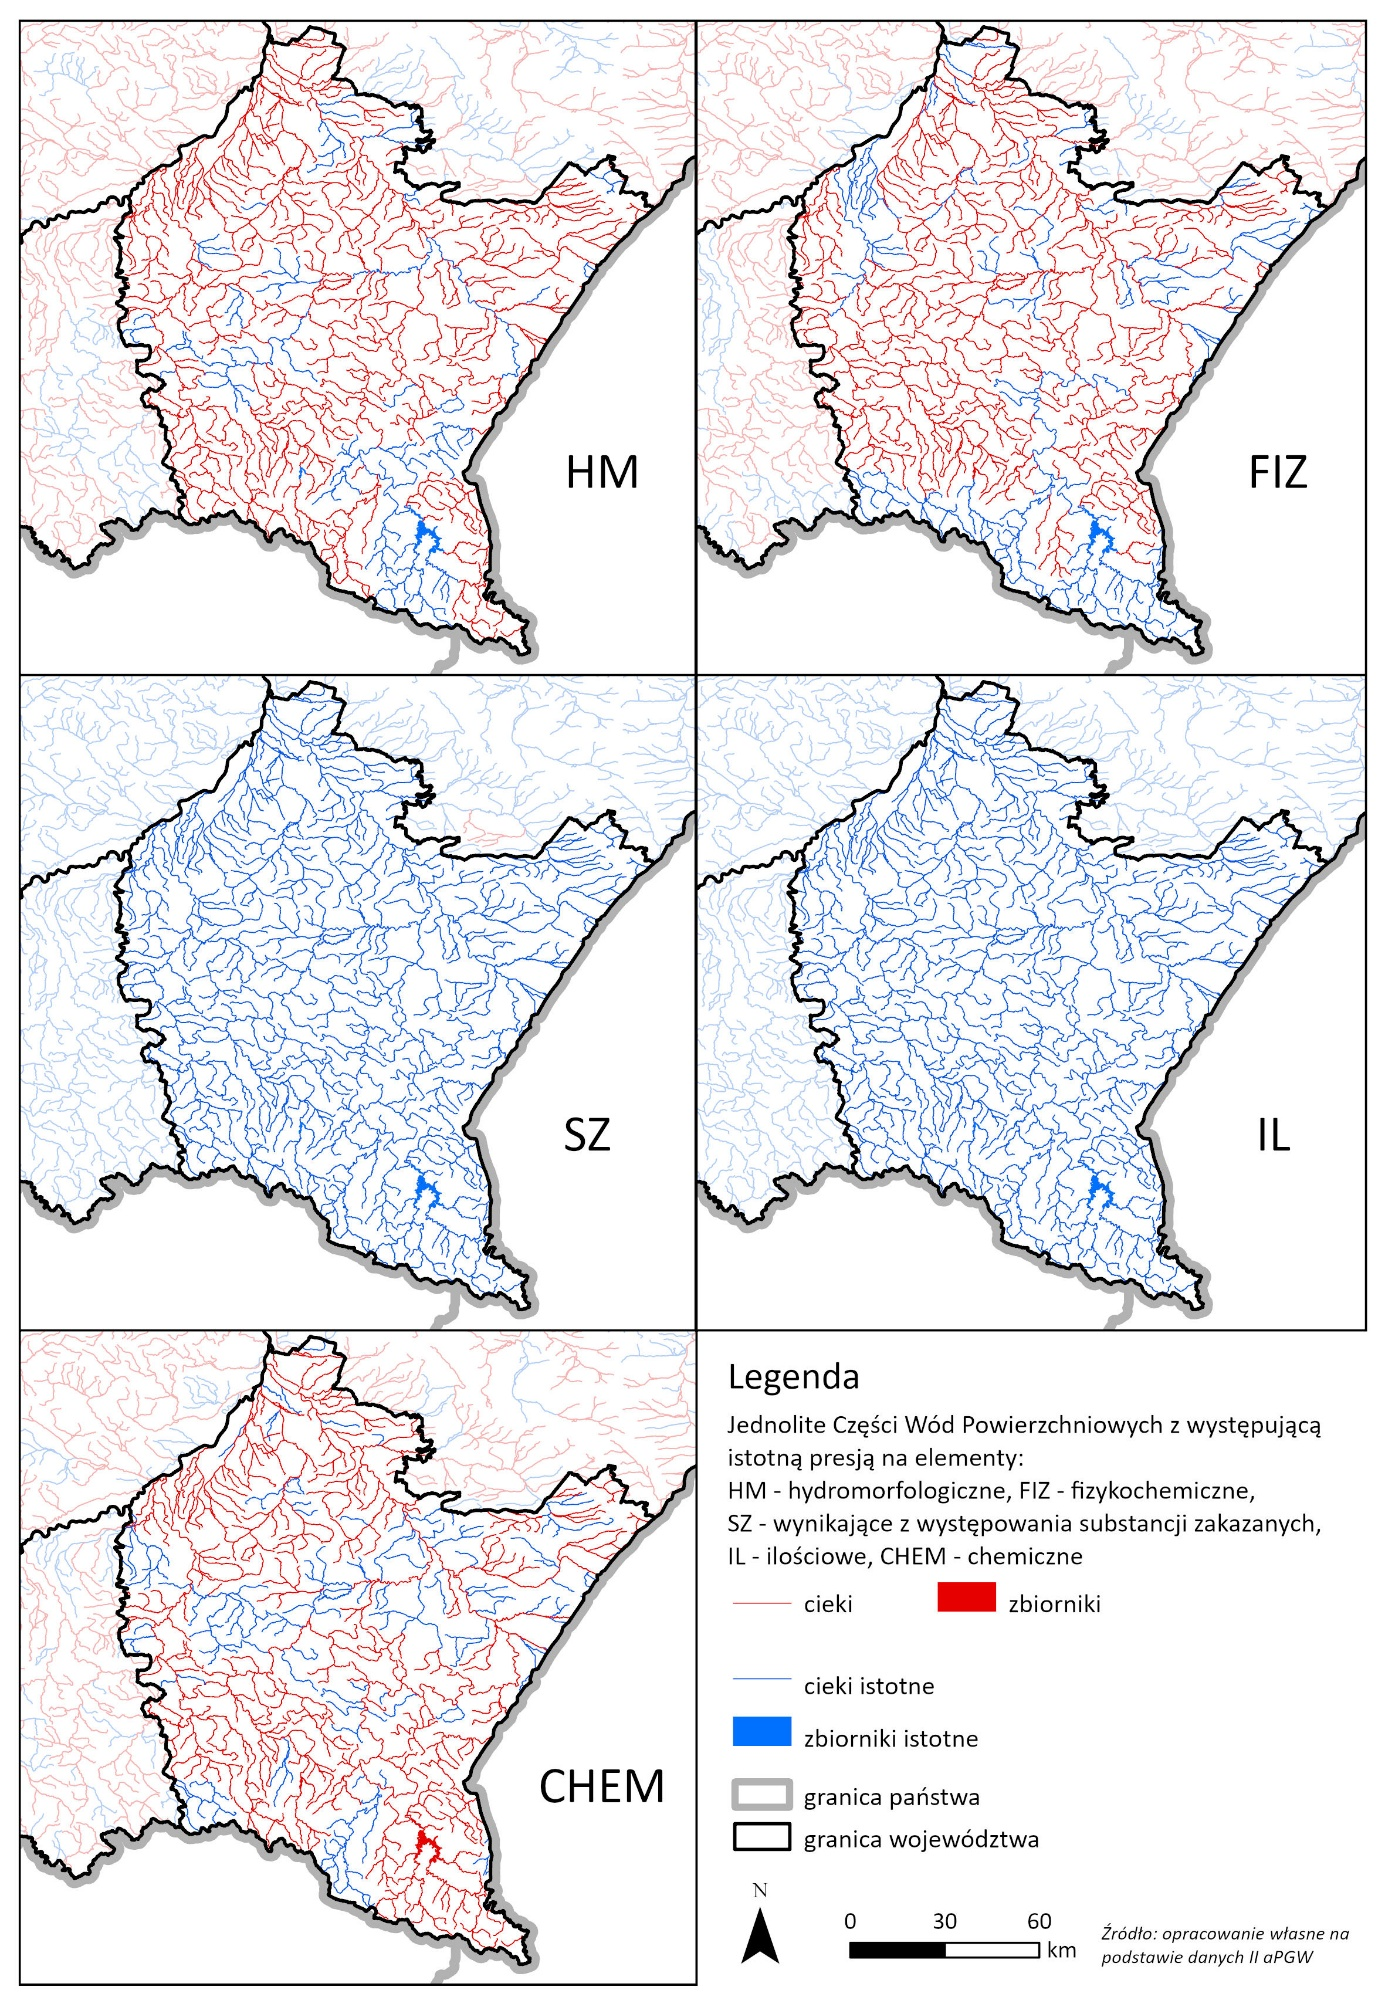 HM
FIZ
SZ
IL
CHEM
Legenda
Jednolite Części Wód Powierzchniowych z występującą
istotną presją na elementy:
HM - hydromorfologiczne, FIZ - fizykochemiczne,
SZ - wynikające z występowania substancji zakazanych,
IL - ilościowe, CHEM - chemiczne
cieki
zbiorniki
cieki istotne
zbiorniki istotne
granica państwa
granica województwa
N
0 30 60
km
Źródło: opracowanie własne na
podstawie danych II aPGW